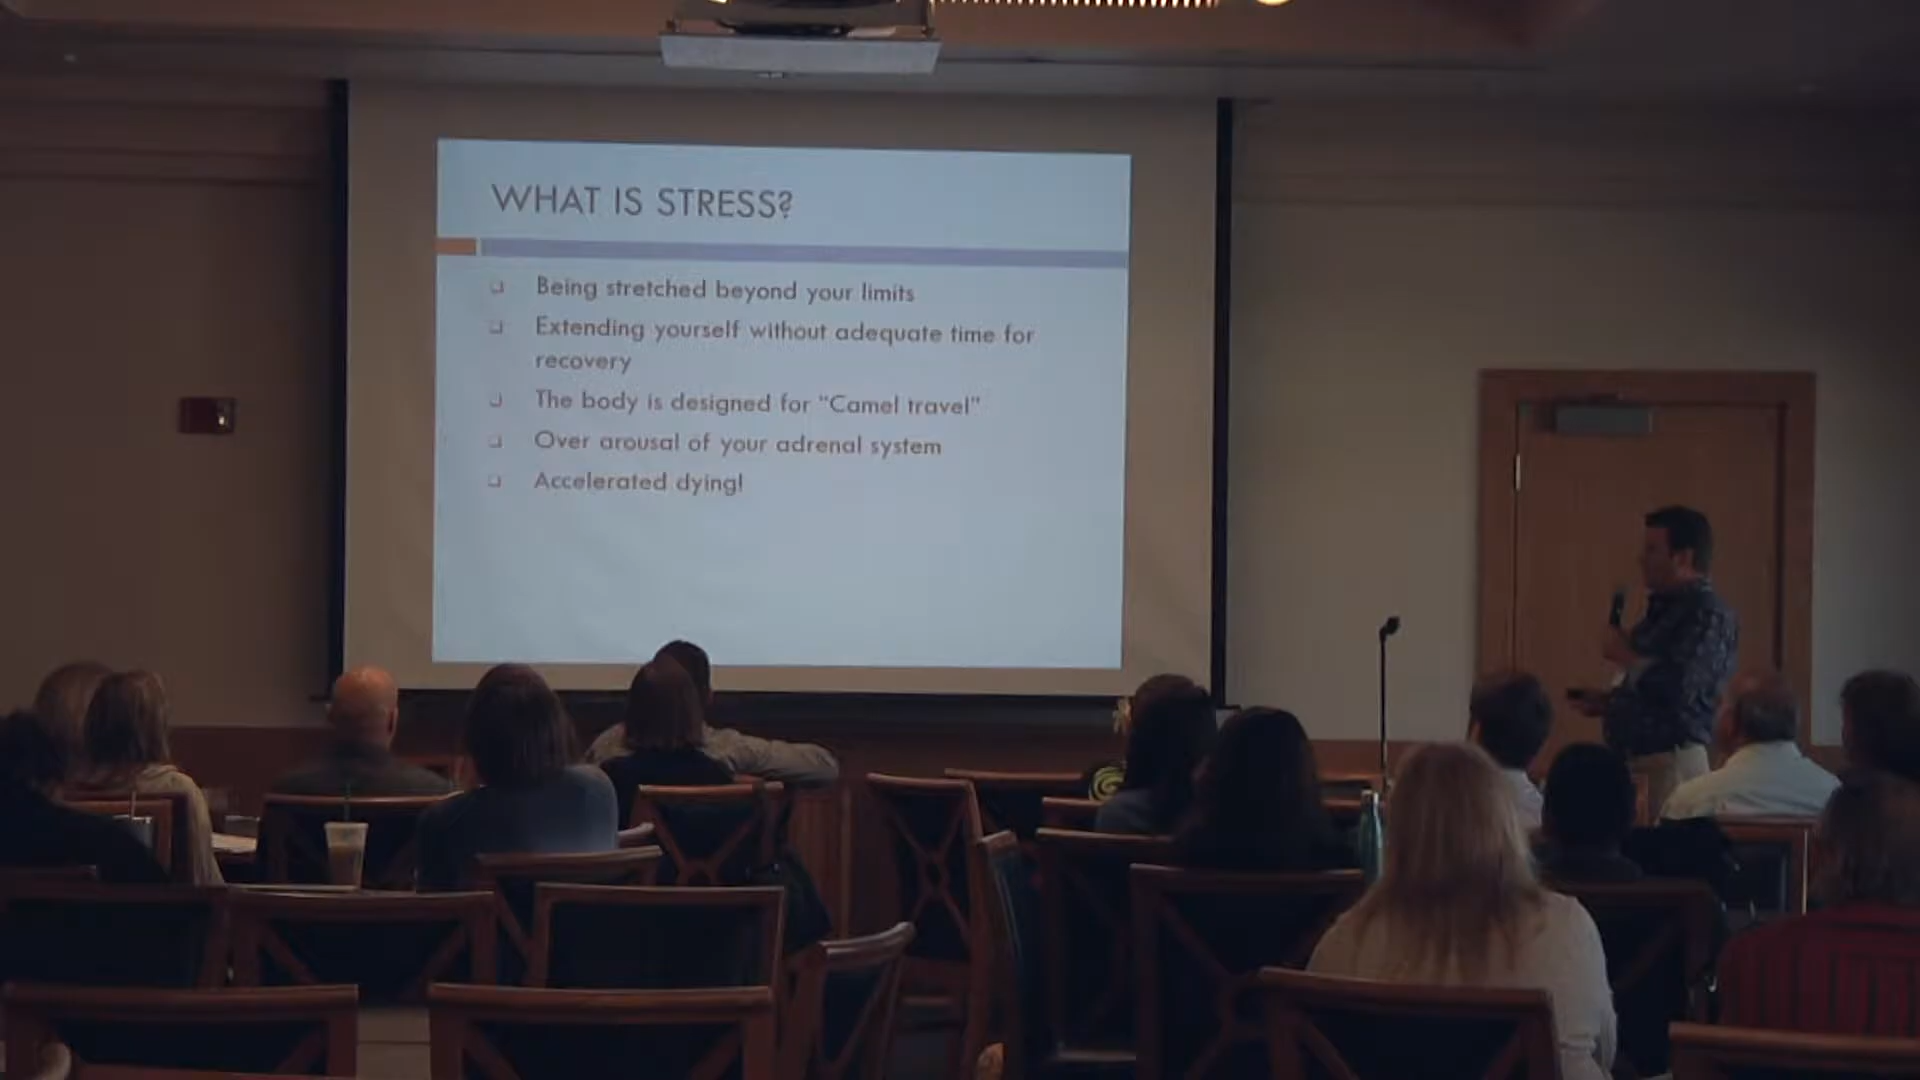 WHAT IS STRESS?
Being stretched beyond your limits
Extending yourself without adequate time for
recovery
The body is designed for "Camel travel"
Over arousal of your adrenal system
Accelerated dying!